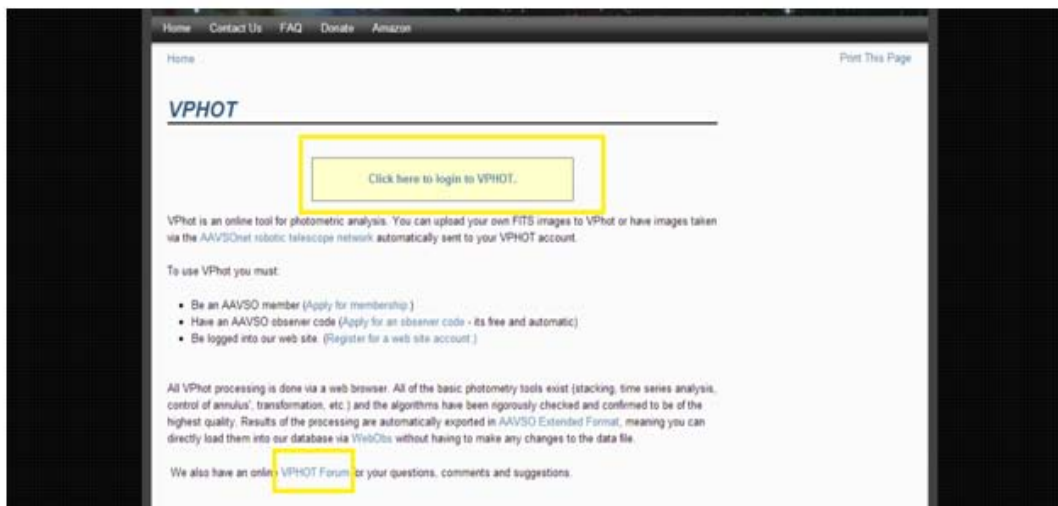 Home Contact Us FAQ Donate Amazon
Home Print This Page
VPHOT
Click here to login to VPHOT.
VPhot is an online tool for photometric analysis. You can upload your own FITS images to VPhot or have images taken
via the AAVSOnet robotic telescope network automatically sent to your VPHOT account.
To use VPhot you must:
• Be an AAVSO member (Apply for membership.)
• Have an AAVSO observer code (Apply for an observer code - its free and automatic)
• Be logged into our web site. (Register for a web site account.)
All VPhot processing is done via a web browser. All of the basic photometry tools exist (stacking, time series analysis,
control of annulus', transformation, etc.) and the algorithms have been rigorously checked and confirmed to be of the
highest quality. Results of the processing are automatically exported in AAVSO Extended Format, meaning you can
directly load them into our database via WebObs without having to make any changes to the data file.
We also have an online VPHOT Forum for your questions, comments and suggestions.